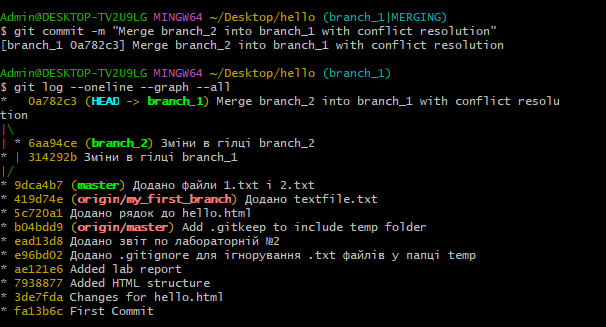 Admin@DESKTOP-TV2U9LG MINGW64 ~/Desktop/hello (branch_1|MERGING)
$ git commit -m "Merge branch_2 into branch_1 with conflict resolution"
[branch_1 0a782c3] Merge branch_2 into branch_1 with conflict resolution
Admin@DESKTOP-TV2U9LG MINGW64 ~/Desktop/hello (branch_1)
$ git log --oneline --graph --all
*   0a782c3 (HEAD -> branch_1) Merge branch_2 into branch_1 with conflict resolu
tion
|\
| * 6aa94ce (branch_2) Зміни в гілці branch_2
* | 314292b Зміни в гілці branch_1
|/
* 9dca4b7 (master) Додано файли 1.txt і 2.txt
* 419d74e (origin/my_first_branch) Додано textfile.txt
* 5c720a1 Додано рядок до hello.html
* b04bdd9 (origin/master) Add .gitkeep to include temp folder
* ead13d8 Додано звіт по лабораторній №2
* e96bd02 Додано .gitignore для ігнорування .txt файлів у папці temp
* ae121e6 Added lab report
* 7938877 Added HTML structure
* 3de7fda Changes for hello.html
* fa13b6c First Commit